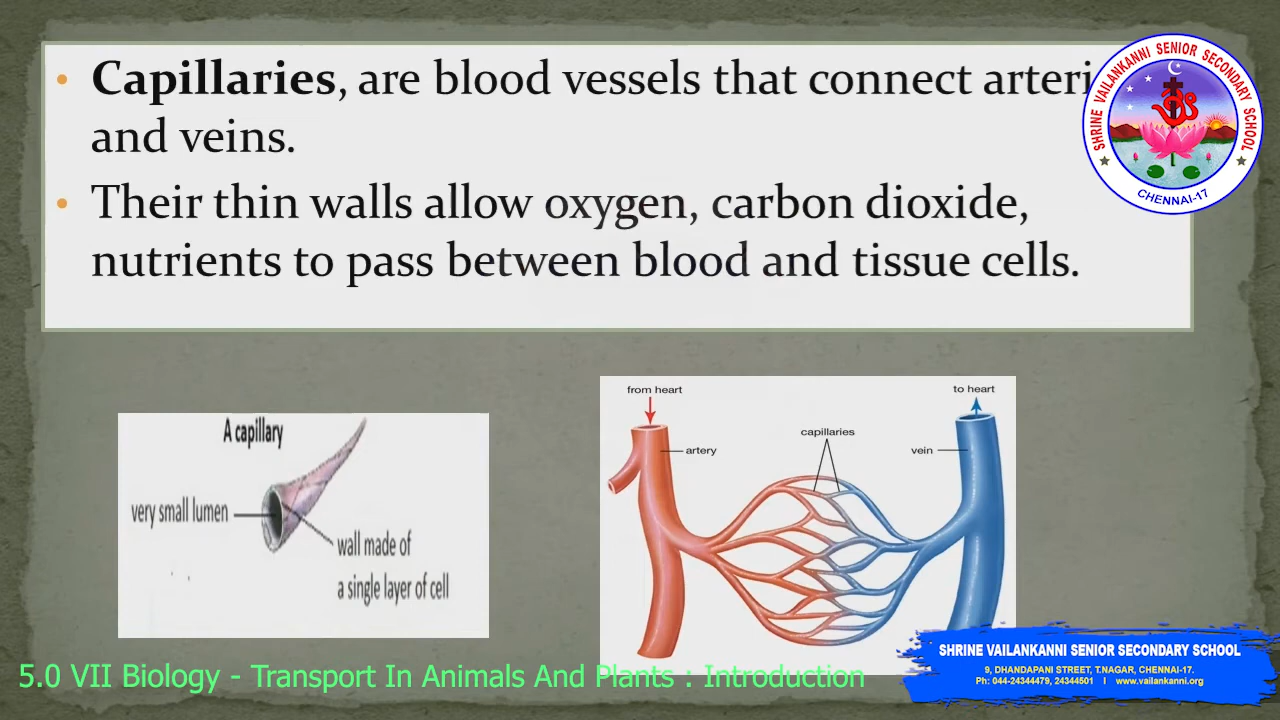 Capillaries, are blood vessels that connect arteri
and veins.
Their thin walls allow oxygen, carbon dioxide,
nutrients to pass between blood and tissue cells.
SHRINE VAILANKANNI SENIOR SECONDARY SCHOOL
CHENNAI-17
A capillary
very small lumen
wall made of
a single layer of cell
from heart
to heart
capillaries
artery
vein
5.0 VII Biology - Transport In Animals And Plants : Introduction
SHRINE VAILANKANNI SENIOR SECONDARY SCHOOL
9, DHANDAPANI STREET, T.NAGAR, CHENNAI-17.
Ph: 044-24344479, 24344501 I www.vailankanni.org